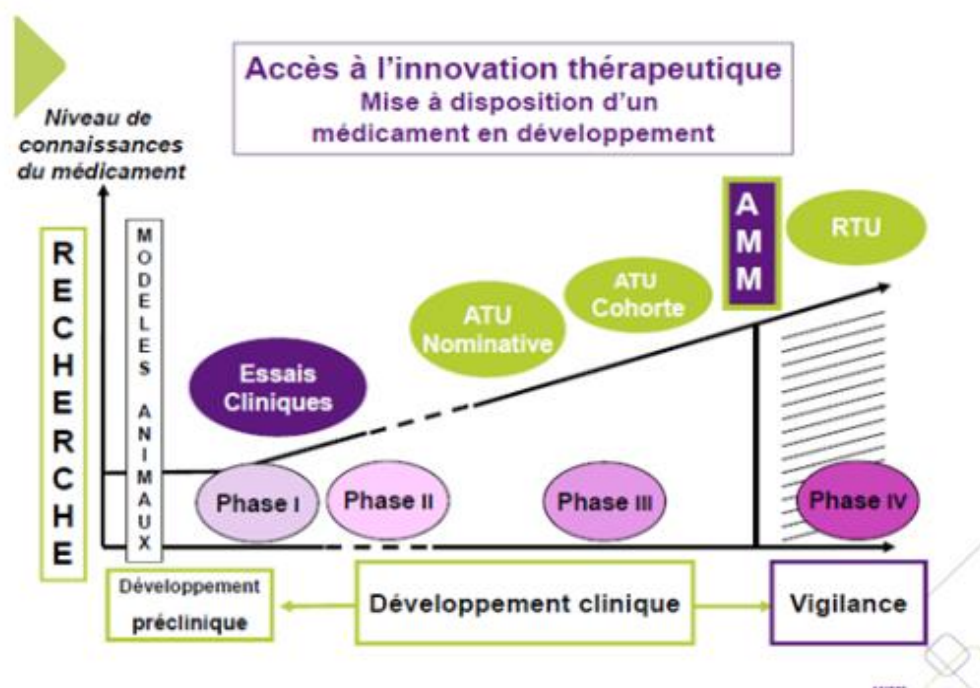 Accès à l'innovation thérapeutique
Mise à disposition d'un
médicament en développement
Niveau de
connaissances
du médicament
RECHERCHE
MODELES ANIMAUX
AMM
RTU
ATU
Cohorte
ATU
Nominative
Essais
Cliniques
Phase I
Phase II
Phase III
Phase IV
Développement
préclinique
Développement clinique
Vigilance